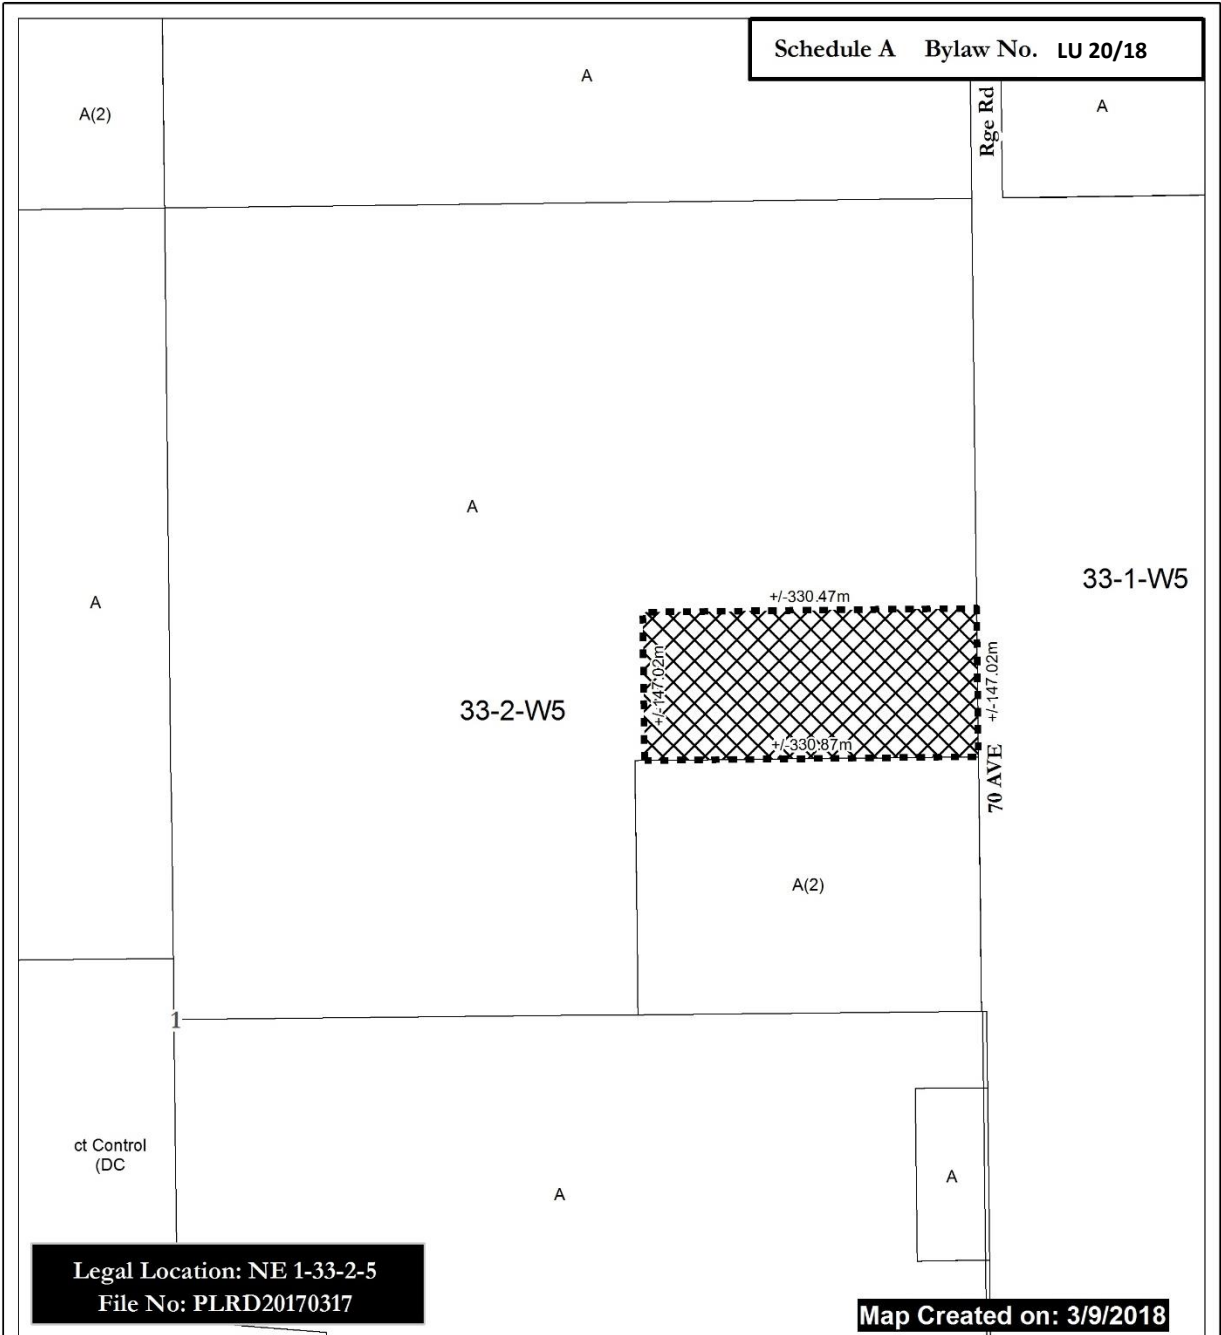 Schedule A Bylaw No. LU 20/18
A
A(2)
Rge Rd
A
A
A
33-1-W5
+/-330.47m
+/-147.02m
+/-147.02m
33-2-W5
+/-330.87m
70 AVE
A(2)
1
ct Control
(DC
A
A
Legal Location: NE 1-33-2-5
File No: PLRD20170317
Map Created on: 3/9/2018